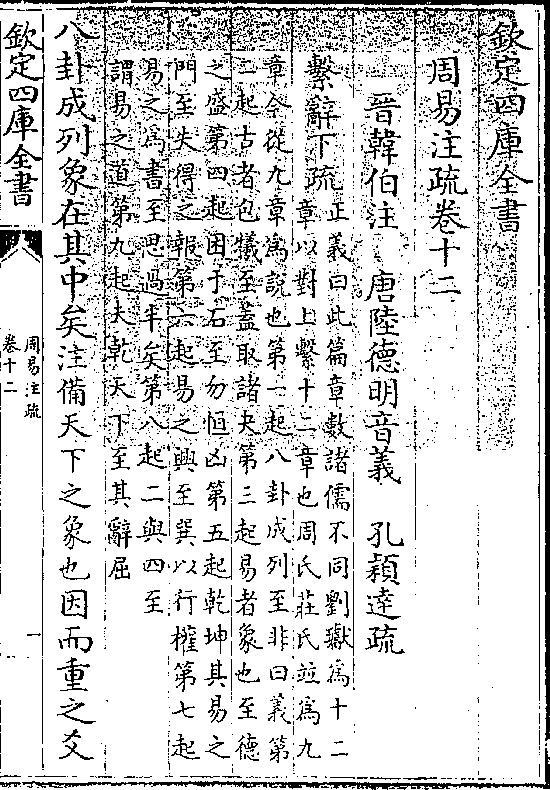 欽定四庫全書
周易注疏卷十二
晉韓伯注　唐陸德明音義　孔穎達疏
繫辭下疏
正義曰此篇章數諸儒不同劉瓛為十二
章以對上繫十二章也周氏莊氏竝為九
章今從九章為說也第一起八卦成列至非曰義第
二起古者包犧至蓋取諸夬第三起易者象也至德
之盛第四起困于石至勿恒凶第五起乾坤其易之
門至失得之報第六起易之興至巽以行權第七起
易之為書至思過半矣第八起二與四至
謂易之道第九起夫乾天下至其辭屈
八卦成列象在其中矣注備天下之象也因而重之爻
欽定四庫全書
周易注疏
卷十二
一